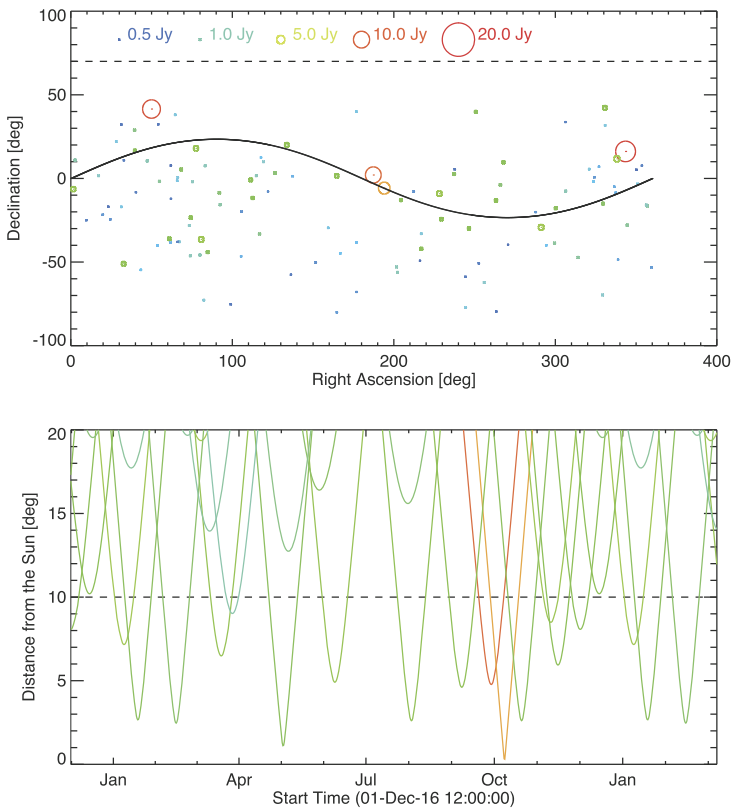 100
0.5 Jy 1.0 Jy 5.0 Jy 10.0 Jy 20.0 Jy
50
0
-50
-100
Declination [deg]
0 100 200 300 400
Right Ascension [deg]
20
15
10
5
0
Distance from the Sun [deg]
Jan Apr Jul Oct Jan
Start Time (01-Dec-16 12:00:00)